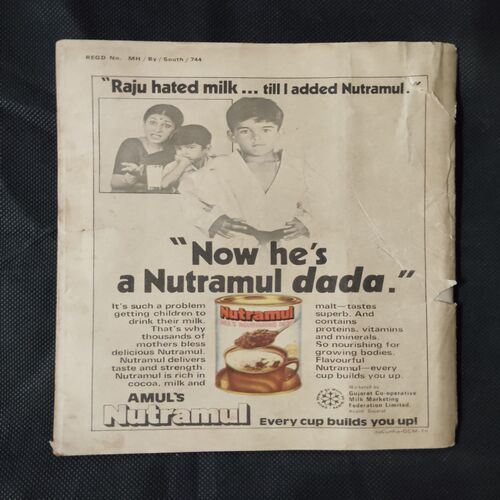 REGD No. MH / By / South / 744
"Raju hated milk ... till I added Nutramul."
"Now he's
a Nutramul dada."
It's such a problem
getting children to
drink their milk.
That's why
thousands of
mothers bless
delicious Nutramul.
Nutramul delivers
taste and strength.
Nutramul is rich in
cocoa, milk and
Nutramul
malt—tastes
superb. And
contains
proteins, vitamins
and minerals.
So nourishing for
growing bodies.
Flavourful
Nutramul—every
cup builds you up.
Marketed by
Gujarat Co-operative
Milk Marketing
Federation Limited,
Anand Gujarat
AMUL'S
Nutramul
Every cup builds you up!